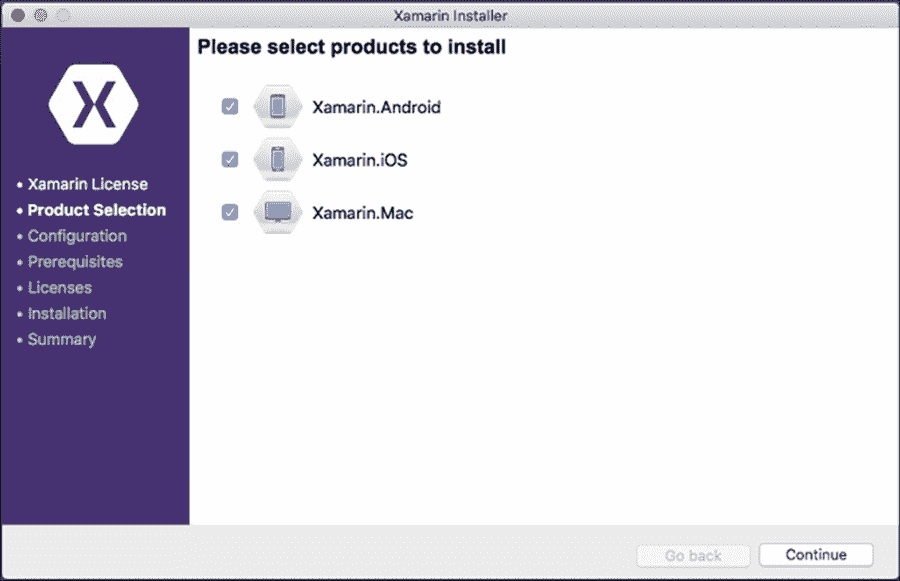 Xamarin Installer
Please select products to install
Xamarin.Android
Xamarin.iOS
Xamarin.Mac
• Xamarin License
• Product Selection
• Configuration
• Prerequisites
• Licenses
• Installation
• Summary
Go back
Continue